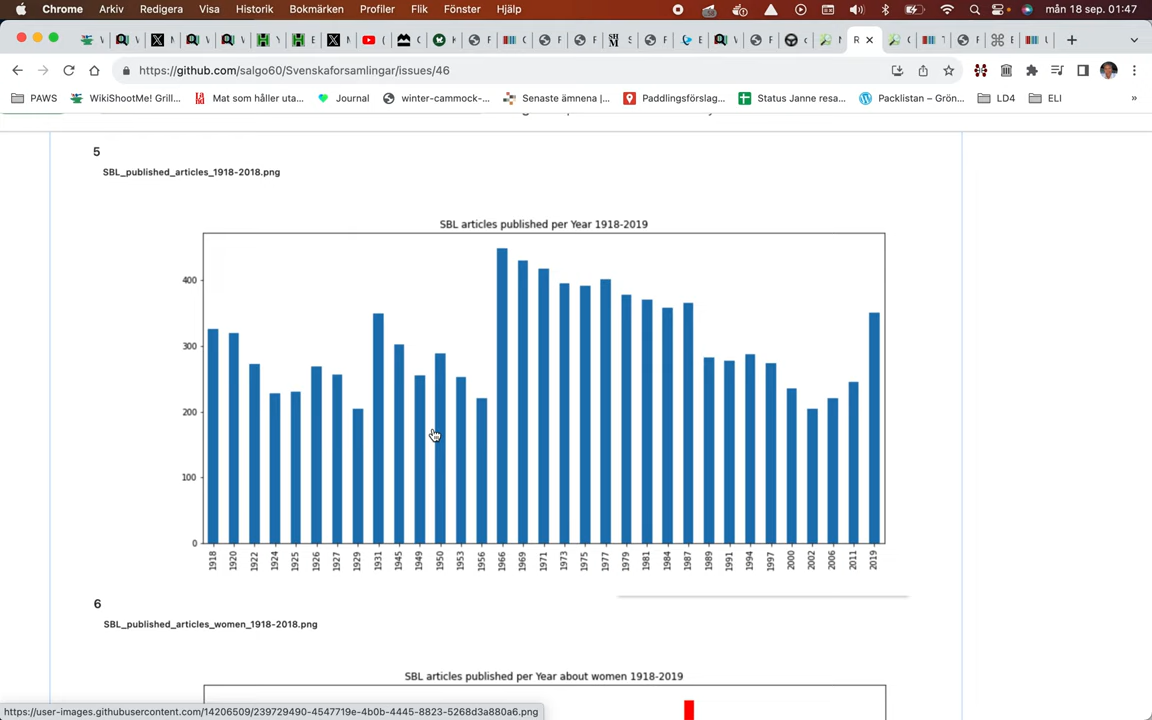 Chrome Arkiv Redigera Visa Historik Bokmärken Profiler Flik Fönster Hjälp mån 18 sep. 01:47
https://github.com/salgo60/Svenskaforsamlingar/issues/46
PAWS WikiShootMe! Grill... Mat som håller uta... Journal winter-cammock-... Senaste ämnena |... Paddlingsförslag... Status Janne resa... Packlistan – Grön... LD4 ELI »
5
SBL_published_articles_1918-2018.png
SBL articles published per Year 1918-2019
400
300
200
100
0
1918 1920 1922 1924 1925 1926 1927 1929 1931 1945 1949 1950 1953 1956 1966 1969 1971 1973 1975 1977 1979 1981 1984 1987 1989 1991 1994 1997 2000 2002 2006 2011 2019
6
SBL_published_articles_women_1918-2018.png
SBL articles published per Year about women 1918-2019
https://user-images.githubusercontent.com/14206509/239729490-4547719e-4b0b-4445-8823-5268d3a880a6.png